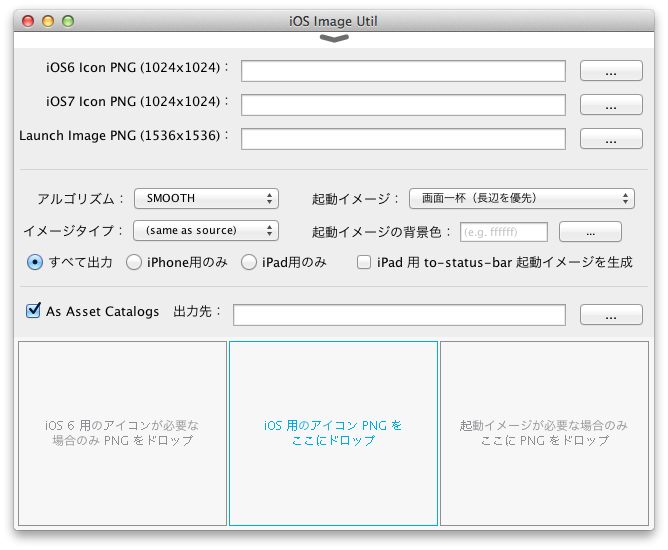 iOS Image Util
iOS6 Icon PNG (1024x1024) :
...
iOS7 Icon PNG (1024x1024) :
...
Launch Image PNG (1536x1536) :
...
アルゴリズム : SMOOTH 起動イメージ : 画面一杯（長辺を優先）
イメージタイプ : (same as source) 起動イメージの背景色 : (e.g. ffffff) ...
すべて出力 iPhone用のみ iPad用のみ iPad 用 to-status-bar 起動イメージを生成
As Asset Catalogs 出力先 : ...
iOS 6 用のアイコンが必要な
場合のみ PNG をドロップ
iOS 用のアイコン PNG を
ここにドロップ
起動イメージが必要な場合のみ
ここに PNG をドロップ